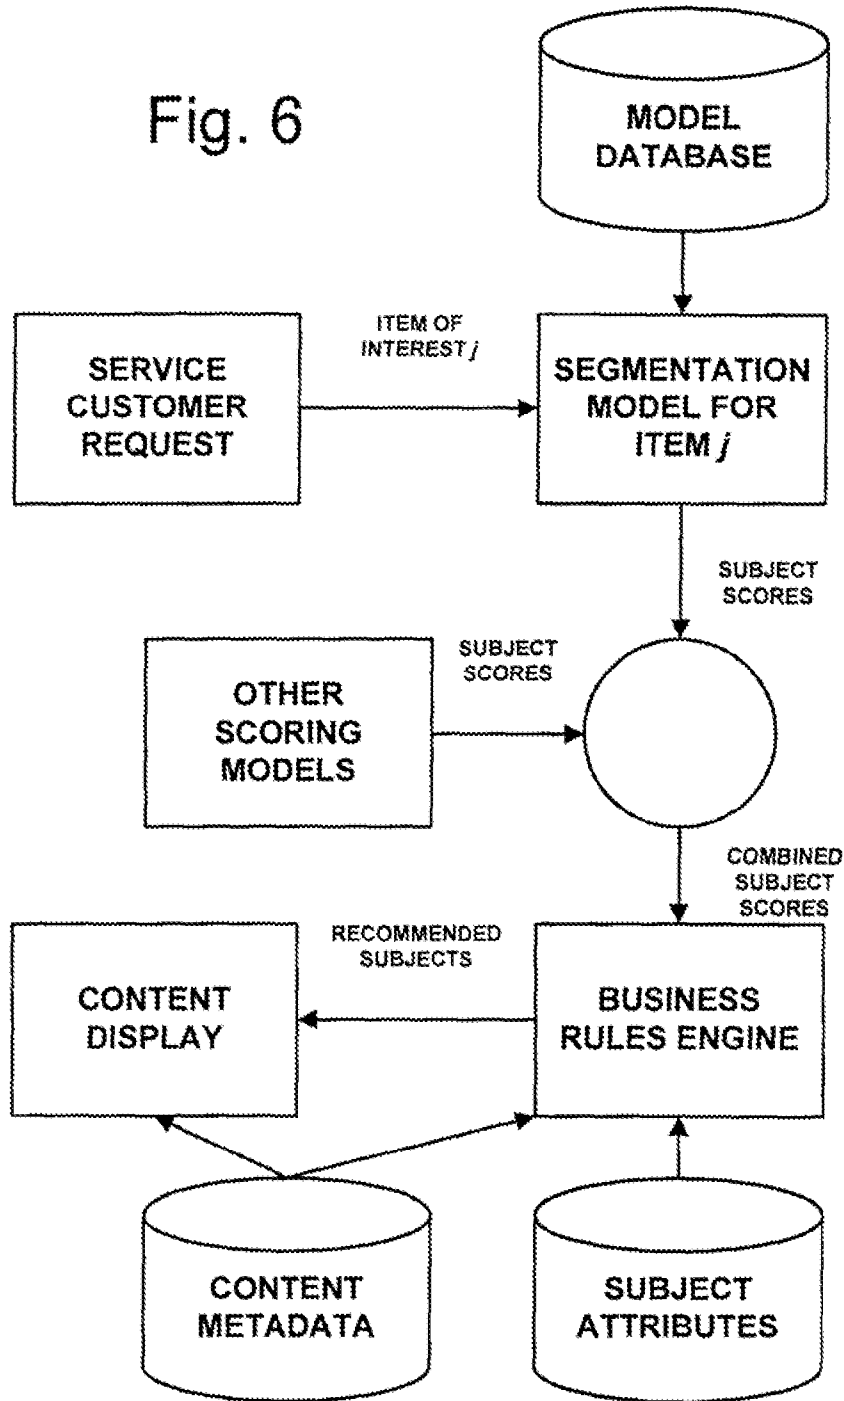 Fig. 6
MODEL
DATABASE
SERVICE
CUSTOMER
REQUEST
ITEM OF
INTEREST j
SEGMENTATION
MODEL FOR
ITEM j
SUBJECT
SCORES
OTHER
SCORING
MODELS
SUBJECT
SCORES
COMBINED
SUBJECT
SCORES
CONTENT
DISPLAY
RECOMMENDED
SUBJECTS
BUSINESS
RULES ENGINE
CONTENT
METADATA
SUBJECT
ATTRIBUTES